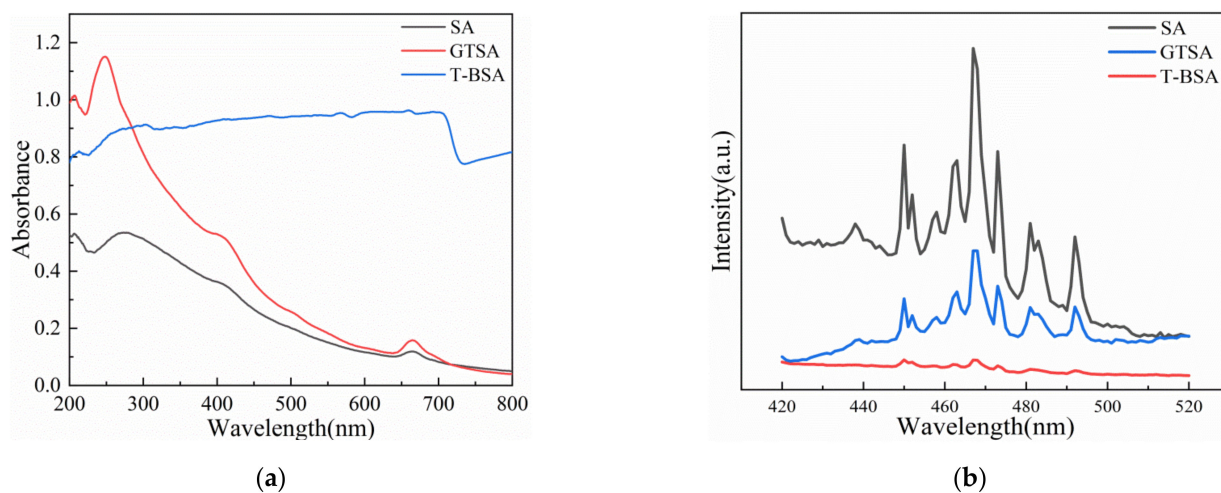 SA
GTSA
T-BSA
1.2
1.0
0.8
0.6
0.4
0.2
0.0
Absorbance
200 300 400 500 600 700 800
Wavelength(nm)
(a)
SA
GTSA
T-BSA
Intensity(a.u.)
420 440 460 480 500 520
Wavelength(nm)
(b)